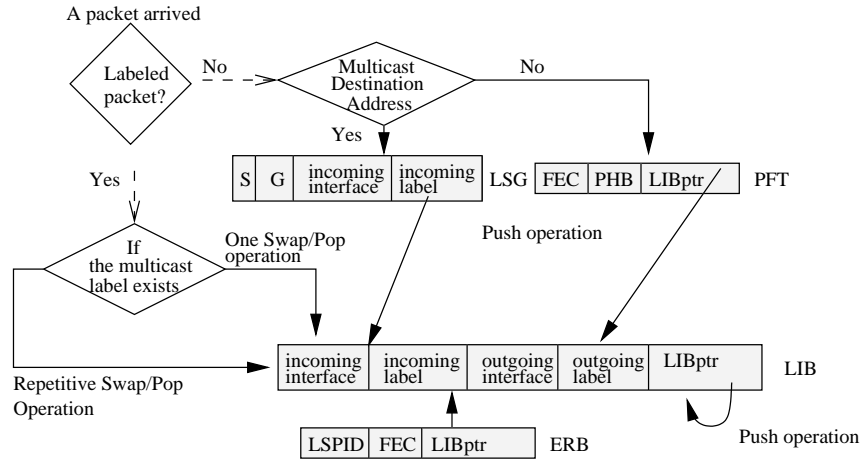 A packet arrived
Labeled
packet?
No
Multicast
Destination
Address
No
Yes
S
G
incoming
interface
incoming
label
LSG
FEC
PHB
LIBptr
PFT
Yes
Push operation
If
the multicast
label exists
One Swap/Pop
operation
incoming
interface
incoming
label
outgoing
interface
outgoing
label
LIBptr
LIB
Repetitive Swap/Pop
Operation
LSPID
FEC
LIBptr
ERB
Push operation